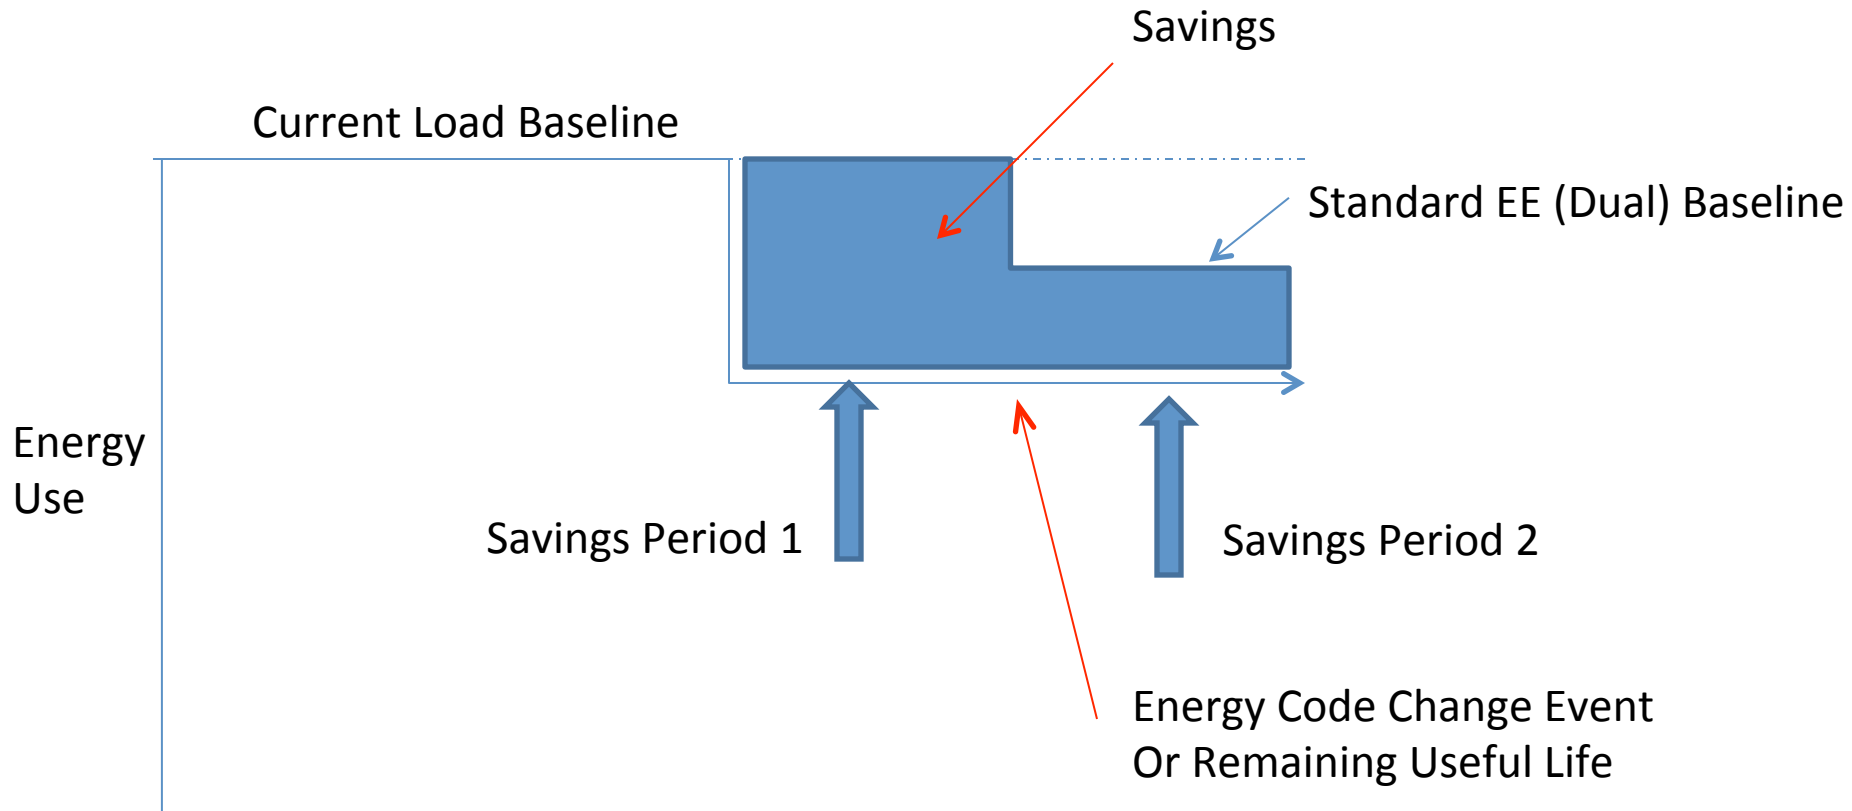 Savings
Current Load Baseline
Standard EE (Dual) Baseline
Energy
Use
Savings Period 1
Savings Period 2
Energy Code Change Event
Or Remaining Useful Life